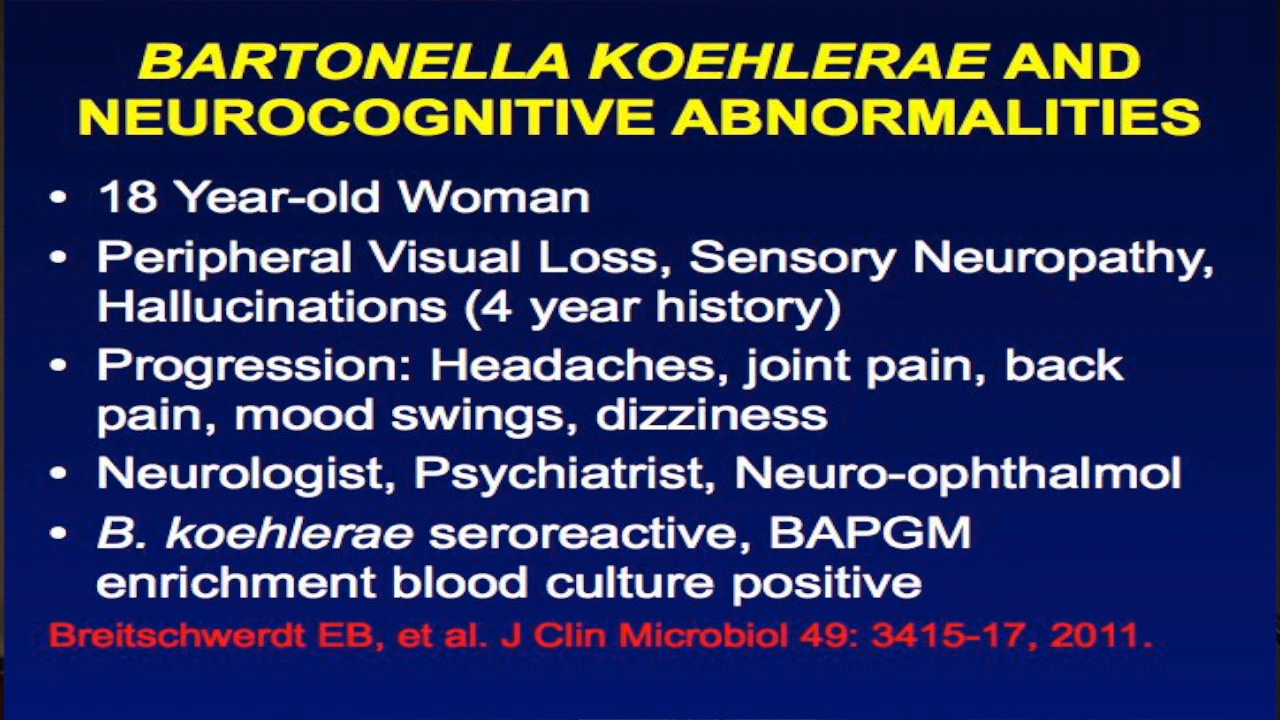 BARTONELLA KOEHLERAE AND
NEUROCOGNITIVE ABNORMALITIES
• 18 Year-old Woman
• Peripheral Visual Loss, Sensory Neuropathy,
Hallucinations (4 year history)
• Progression: Headaches, joint pain, back
pain, mood swings, dizziness
• Neurologist, Psychiatrist, Neuro-ophthalmol
• B. koehlerae seroreactive, BAPGM
enrichment blood culture positive
Breitschwerdt EB, et al. J Clin Microbiol 49: 3415-17, 2011.